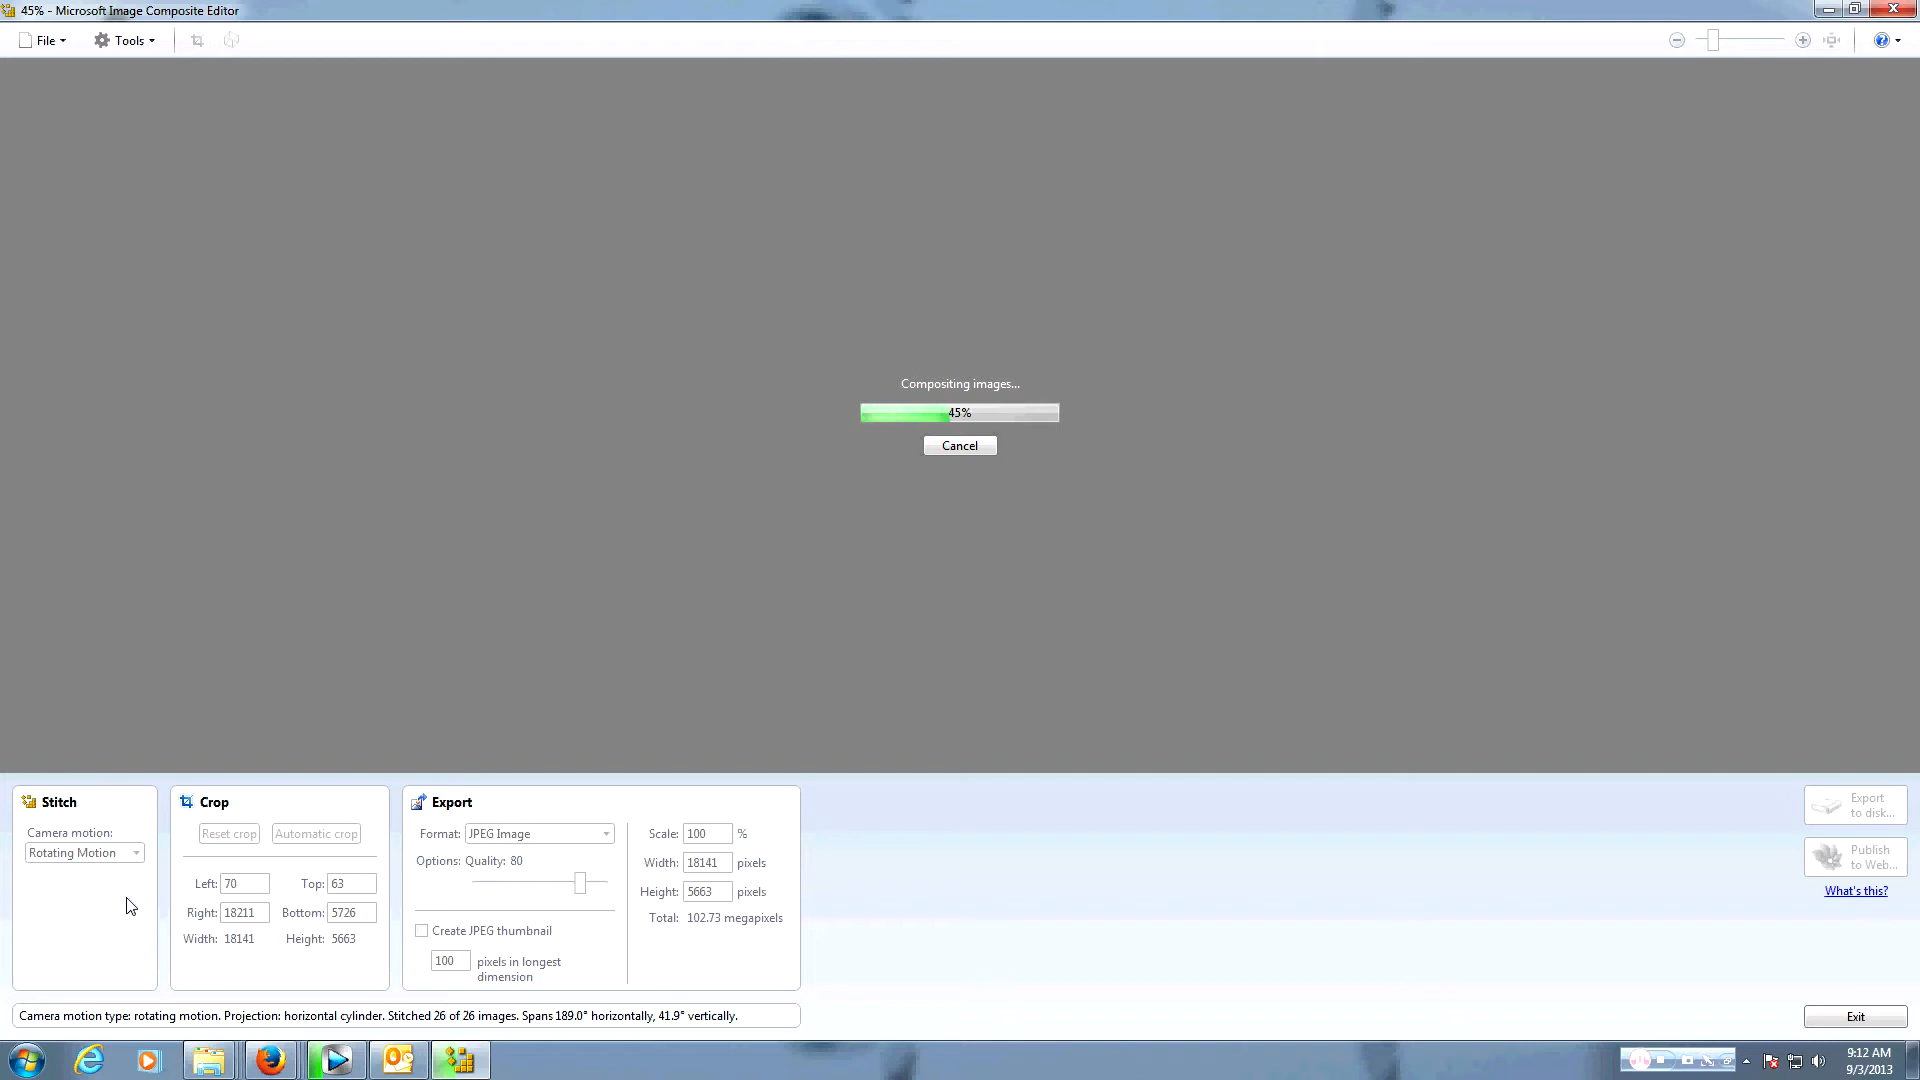 45% - Microsoft Image Composite Editor
File
Tools
Compositing images...
45%
Cancel
Stitch
Camera motion:
Rotating Motion
Crop
Reset crop
Automatic crop
Left: 70
Top: 63
Right: 18211
Bottom: 5726
Width: 18141
Height: 5663
Export
Format: JPEG Image
Options: Quality: 80
Create JPEG thumbnail
100 pixels in longest
dimension
Scale: 100 %
Width: 18141 pixels
Height: 5663 pixels
Total: 102.73 megapixels
Export
to disk...
Publish
to Web...
What's this?
Camera motion type: rotating motion. Projection: horizontal cylinder. Stitched 26 of 26 images. Spans 189.0° horizontally, 41.9° vertically.
Exit
9:12 AM
9/3/2013